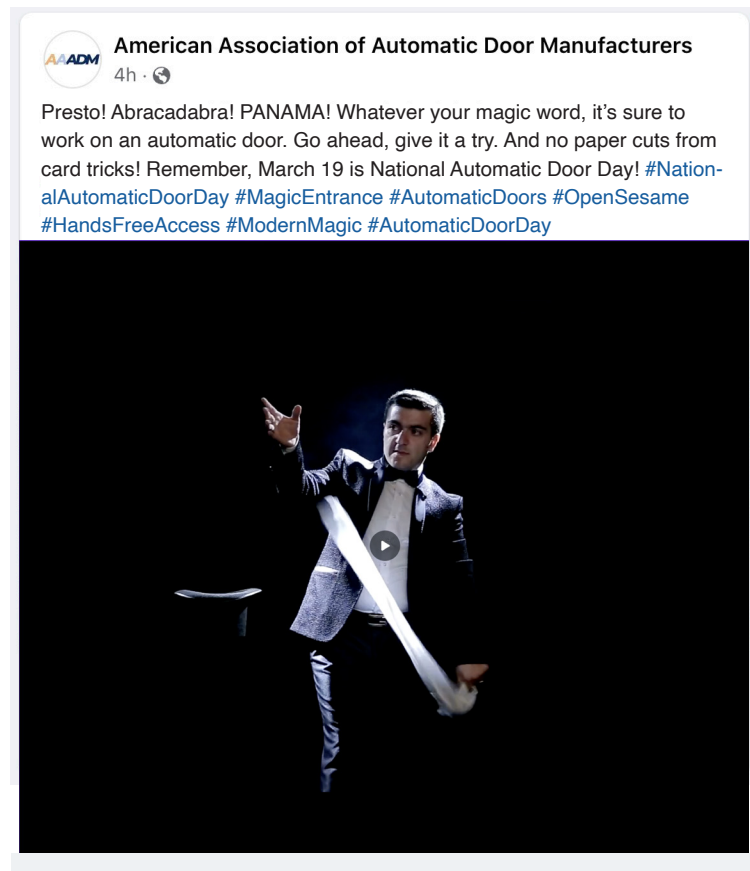 AAADM
American Association of Automatic Door Manufacturers
4h ·
Presto! Abracadabra! PANAMA! Whatever your magic word, it’s sure to
work on an automatic door. Go ahead, give it a try. And no paper cuts from
card tricks! Remember, March 19 is National Automatic Door Day! #Nation-
alAutomaticDoorDay #MagicEntrance #AutomaticDoors #OpenSesame
#HandsFreeAccess #ModernMagic #AutomaticDoorDay